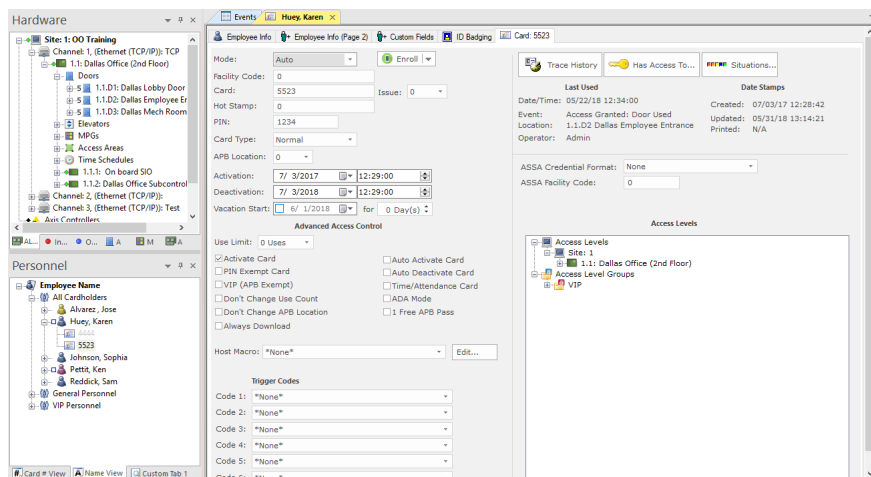 Hardware
Site: 1: OO Training
Channel: 1, (Ethernet (TCP/IP)): TCP
1.1: Dallas Office (2nd Floor)
Doors
1.1.D1: Dallas Lobby Door
1.1.D2: Dallas Employee Er
1.1.D3: Dallas Mech Room
Elevators
MPGs
Access Areas
Time Schedules
1.1.1: On board SIO
1.1.2: Dallas Office Subcontrol
Channel: 2, (Ethernet (TCP/IP)):
Channel: 3, (Ethernet (TCP/IP)): Test
Axis Controllers
AL... In... O... A M A
Personnel
Employee Name
All Cardholders
Alvarez , Jose
Huey, Karen
4444
5523
Johnson, Sophia
Pettit, Ken
Reddick, Sam
General Personnel
VIP Personnel
Card # View Name View Custom Tab 1
Events Huey, Karen
Employee Info Employee Info (Page 2) Custom Fields ID Badging Card: 5523
Mode: Auto Enroll
Facility Code: 0
Card: 5523 Issue: 0
Hot Stamp: 0
PIN: 1234
Card Type: Normal
APB Location: 0
Activation: 7/ 3/2017 12:29:00
Deactivation: 7/ 3/2018 12:29:00
Vacation Start: 6/ 1/2018 for 0 Day(s)
Advanced Access Control
Use Limit: 0 Uses
Activate Card
PIN Exempt Card
VIP (APB Exempt)
Don't Change Use Count
Don't Change APB Location
Always Download
Auto Activate Card
Auto Deactivate Card
Time/Attendance Card
ADA Mode
1 Free APB Pass
Host Macro: *None* Edit...
Trigger Codes
Code 1: *None*
Code 2: *None*
Code 3: *None*
Code 4: *None*
Code 5: *None*
Trace History Has Access To... Situations...
Last Used
Date/Time: 05/22/18 12:34:00
Event: Access Granted: Door Used
Location: 1.1.D2 Dallas Employee Entrance
Operator: Admin
Date Stamps
Created: 07/03/17 12:28:42
Updated: 05/31/18 13:14:21
Printed: N/A
ASSA Credential Format: None
ASSA Facility Code: 0
Access Levels
Access Levels
Site: 1
1.1: Dallas Office (2nd Floor)
Access Level Groups
VIP